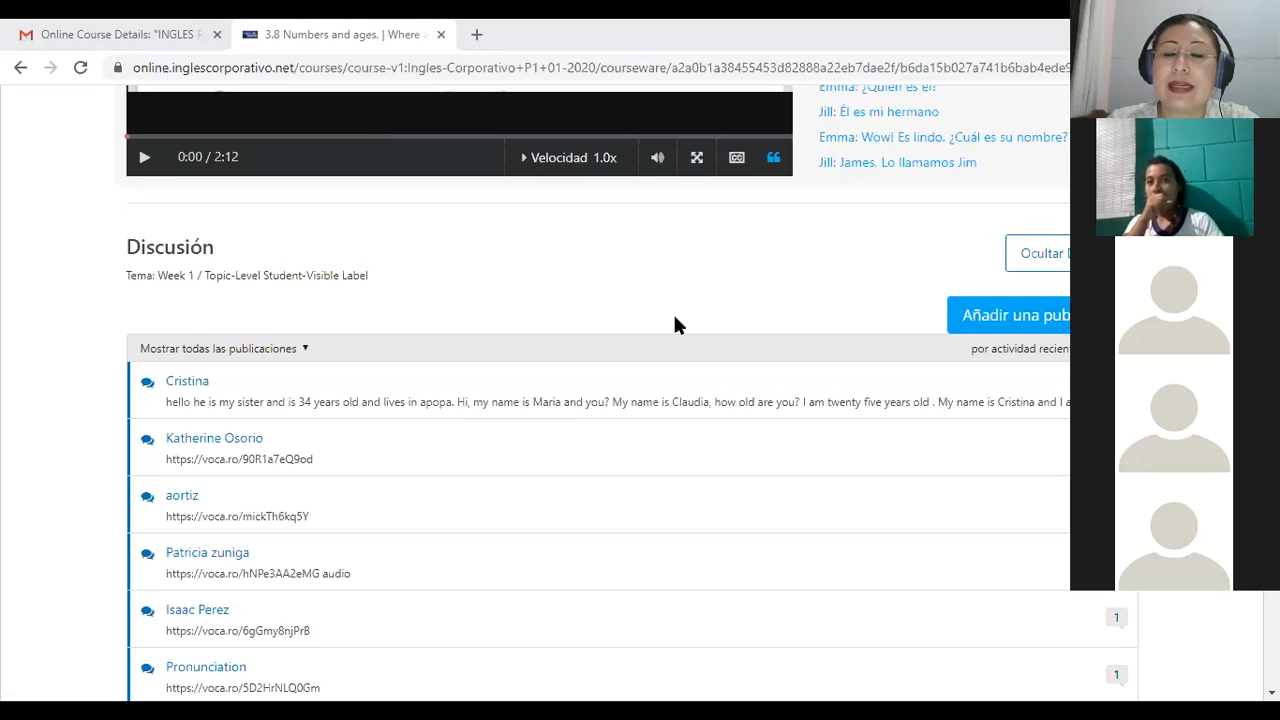 Online Course Details: "INGLES P
3.8 Numbers and ages. | Where a
online.inglescorporativo.net/courses/course-v1:Ingles-Corporativo+P1+01-2020/courseware/a2a0b1a38455453d82888a22eb7dae2f/b6da15b027a741b6bab4ede9
Emma: ¿Quién es él?
Jill: Él es mi hermano
Emma: Wow! Es lindo. ¿Cuál es su nombre?
0:00 / 2:12
Velocidad 1.0x
Jill: James. Lo llamamos Jim
Discusión
Ocultar D
Tema: Week 1 / Topic-Level Student-Visible Label
Añadir una pub
Mostrar todas las publicaciones
por actividad recien
Cristina
hello he is my sister and is 34 years old and lives in apopa. Hi, my name is Maria and you? My name is Claudia, how old are you? I am twenty five years old . My name is Cristina and I a
Katherine Osorio
https://voca.ro/90R1a7eQ9od
aortiz
https://voca.ro/mickTh6kq5Y
Patricia zuniga
https://voca.ro/hNPe3AA2eMG audio
Isaac Perez
https://voca.ro/6gGmy8njPrB
1
Pronunciation
https://voca.ro/5D2HrNLQ0Gm
1